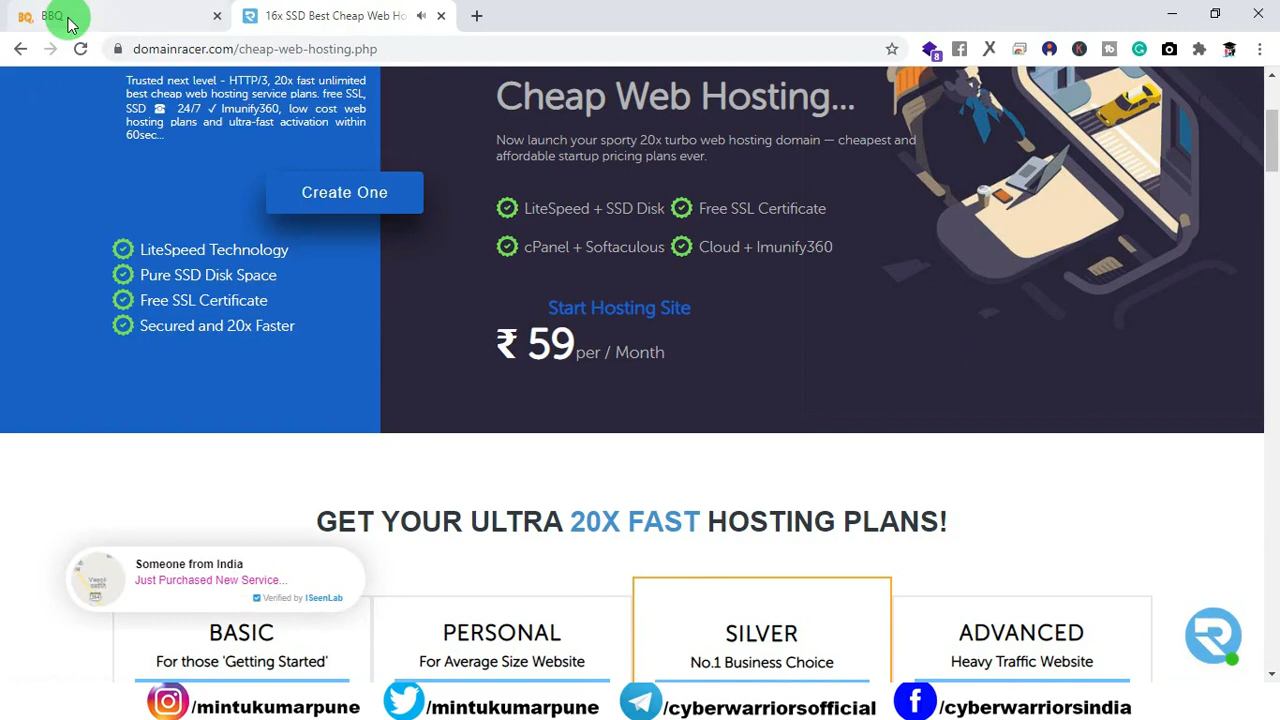 BQ BBQ
16x SSD Best Cheap Web Ho
domainracer.com/cheap-web-hosting.php
8
Trusted next level - HTTP/3, 20x fast unlimited
best cheap web hosting service plans. free SSL,
SSD ☎ 24/7 ✓ Imunify360, low cost web
hosting plans and ultra-fast activation within
60sec...
Create One
LiteSpeed Technology
Pure SSD Disk Space
Free SSL Certificate
Secured and 20x Faster
Cheap Web Hosting...
Now launch your sporty 20x turbo web hosting domain — cheapest and
affordable startup pricing plans ever.
LiteSpeed + SSD Disk Free SSL Certificate
cPanel + Softaculous Cloud + Imunify360
Start Hosting Site
₹ 59 per / Month
GET YOUR ULTRA 20X FAST HOSTING PLANS!
Someone from India
Just Purchased New Service...
Verified by ISeenLab
BASIC
For those 'Getting Started'
PERSONAL
For Average Size Website
SILVER
No.1 Business Choice
ADVANCED
Heavy Traffic Website
/mintukumarpune /mintukumarpune /cyberwarriorsofficial /cyberwarriorsindia